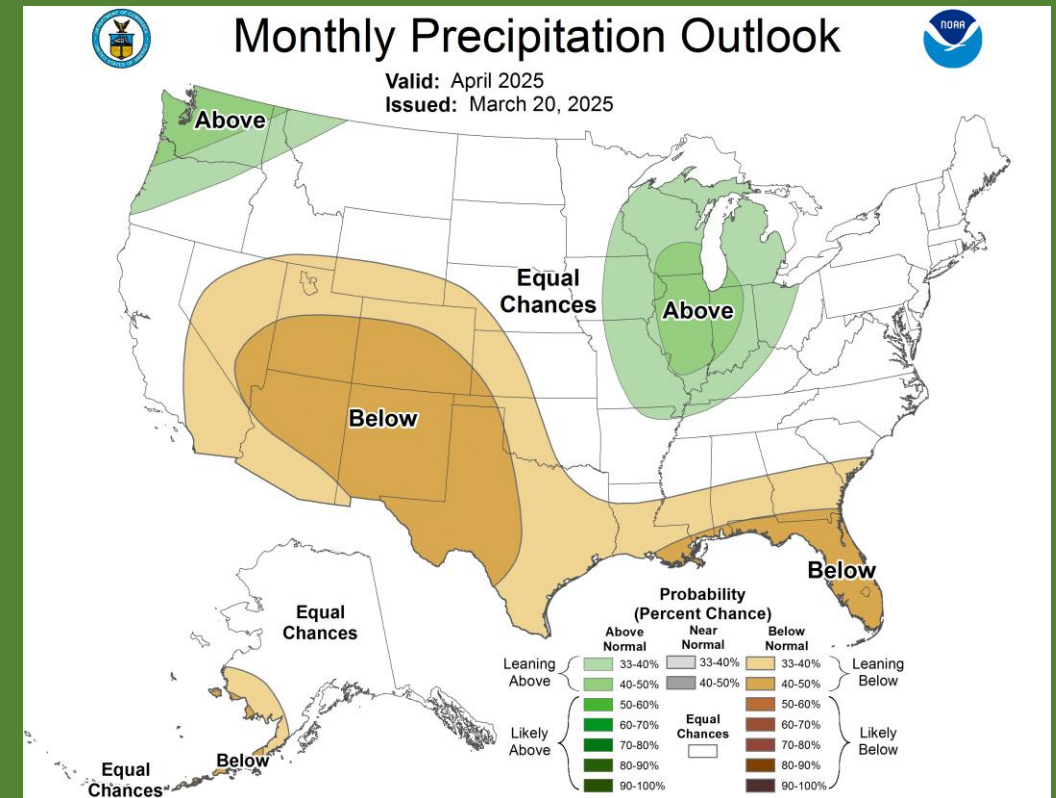 Monthly Precipitation Outlook
NOAA
Valid: April 2025
Issued: March 20, 2025
Above
Equal
Chances
Above
Below
Below
Equal
Chances
Below
Equal
Chances
Probability
(Percent Chance)
Above
Normal
Near
Normal
Below
Normal
Leaning
Above
33-40%
40-50%
33-40%
40-50%
33-40%
40-50%
Leaning
Below
Likely
Above
50-60%
60-70%
70-80%
80-90%
90-100%
Equal
Chances
50-60%
60-70%
70-80%
80-90%
90-100%
Likely
Below